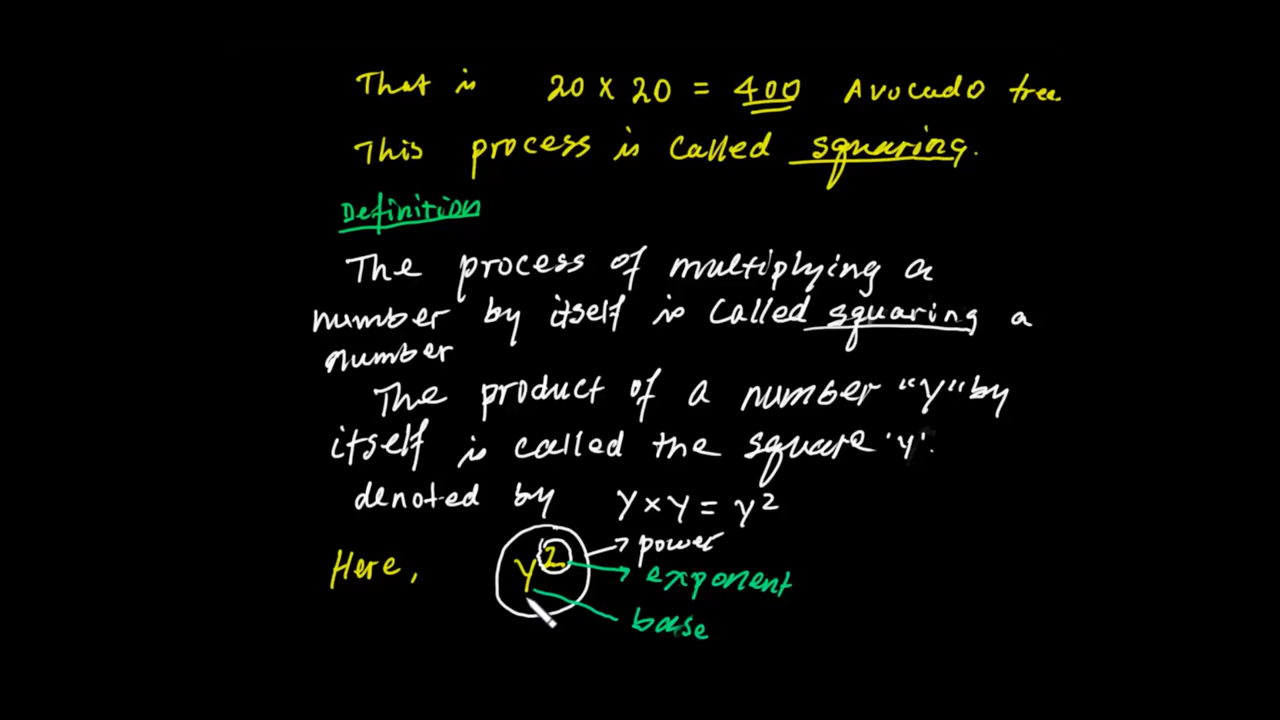 That is 20 × 20 = 400 Avocado tree
This process is called squaring.
Definition
The process of multiplying a
number by itself is called squaring a
number
The product of a number "y" by
itself is called the square 'y'.
denoted by y × y = y²
Here, y² → power
→ exponent
base